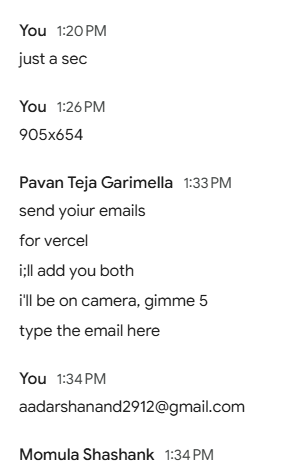 You 1:20 PM
just a sec
You 1:26 PM
905x654
Pavan Teja Garimella 1:33 PM
send yoiur emails
for vercel
i;ll add you both
i'll be on camera, gimme 5
type the email here
You 1:34 PM
aadarshanand2912@gmail.com
Momula Shashank 1:34 PM